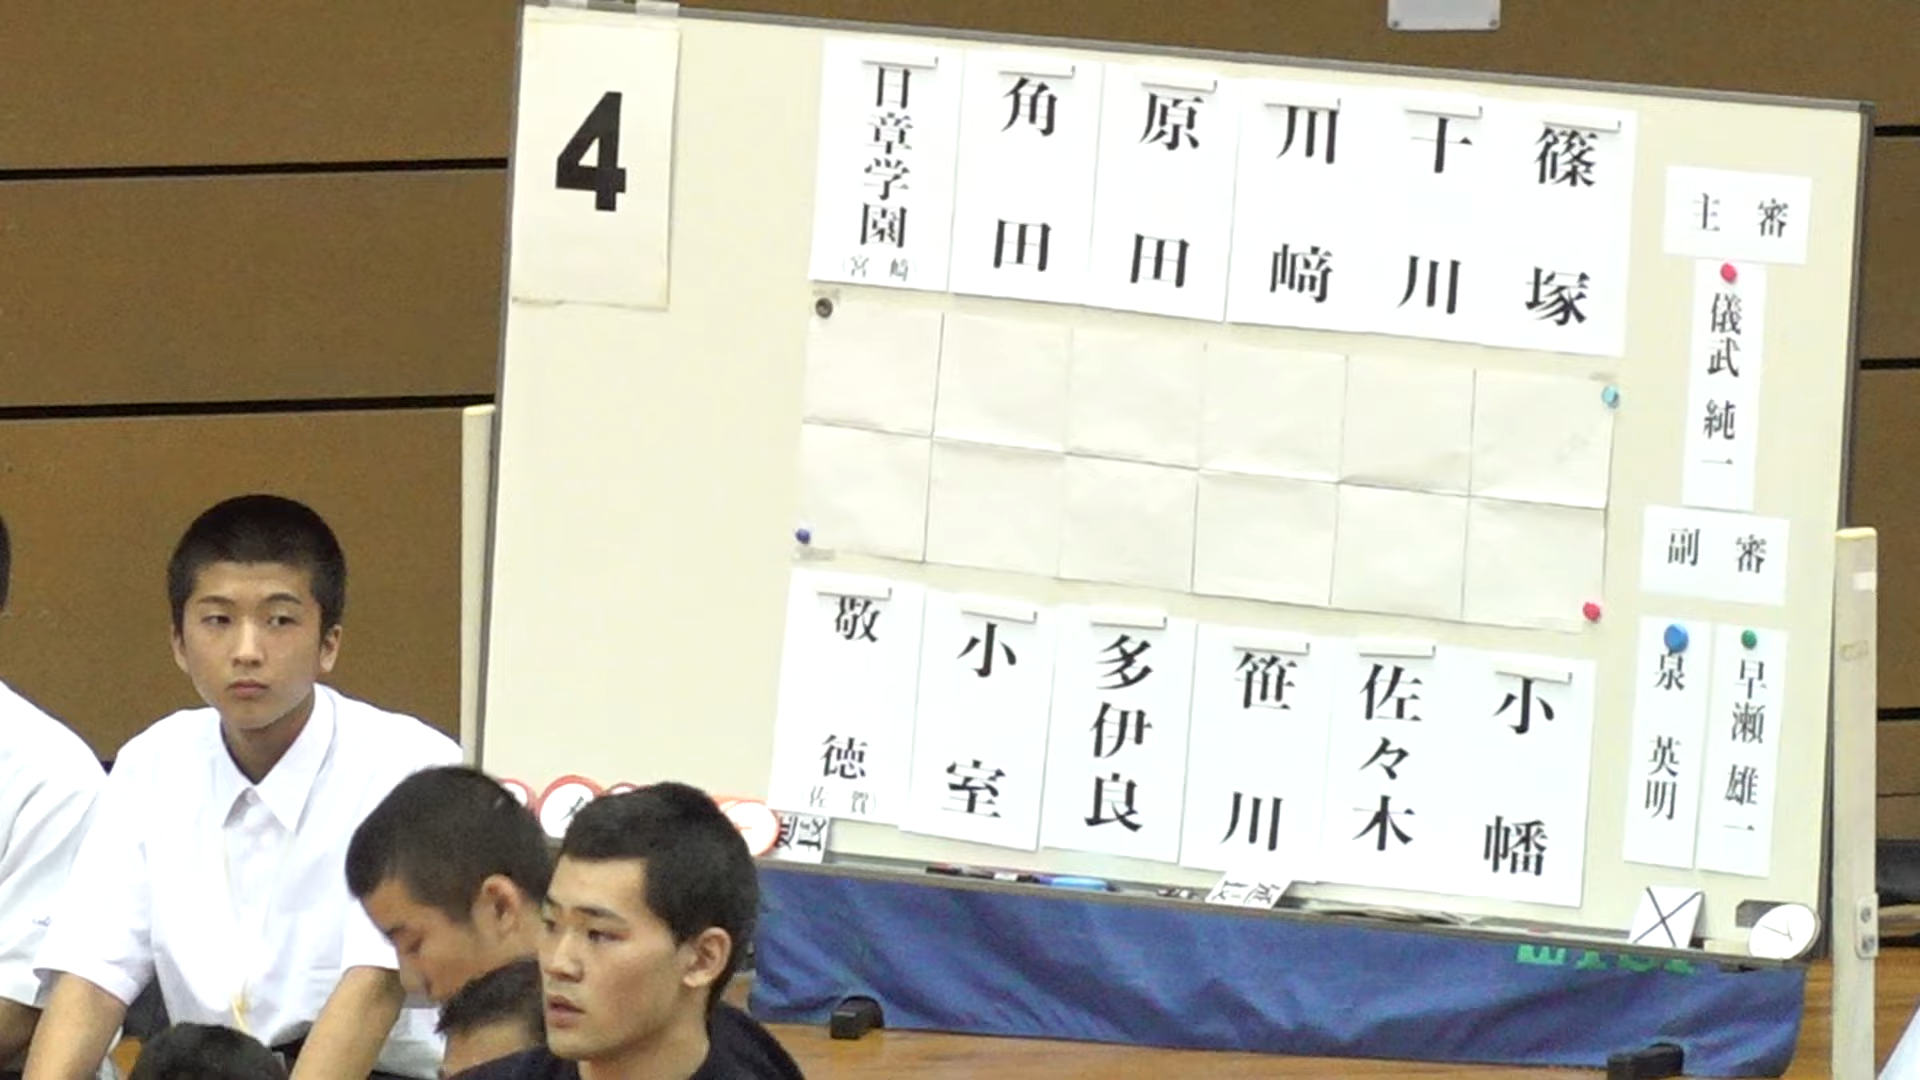 4
日章学園
(宮崎)
角田
原田
川﨑
十川
篠塚
主審
儀武 純一
副審
泉 英明
早瀬 雄一
敬徳
(佐賀)
小室
多伊良
笹川
佐々木
小幡